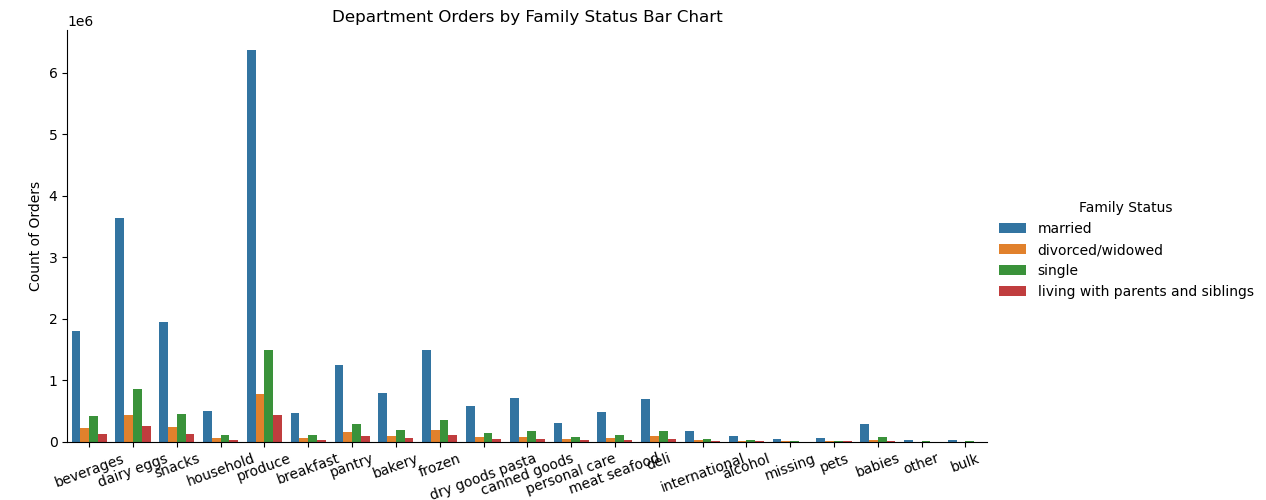 Department Orders by Family Status Bar Chart
1e6
6
5
4
3
2
1
0
Count of Orders
beverages
dairy eggs
snacks
household
produce
breakfast
pantry
bakery
frozen
dry goods pasta
canned goods
personal care
meat seafood
deli
international
alcohol
missing
pets
babies
other
bulk
Family Status
married
divorced/widowed
single
living with parents and siblings